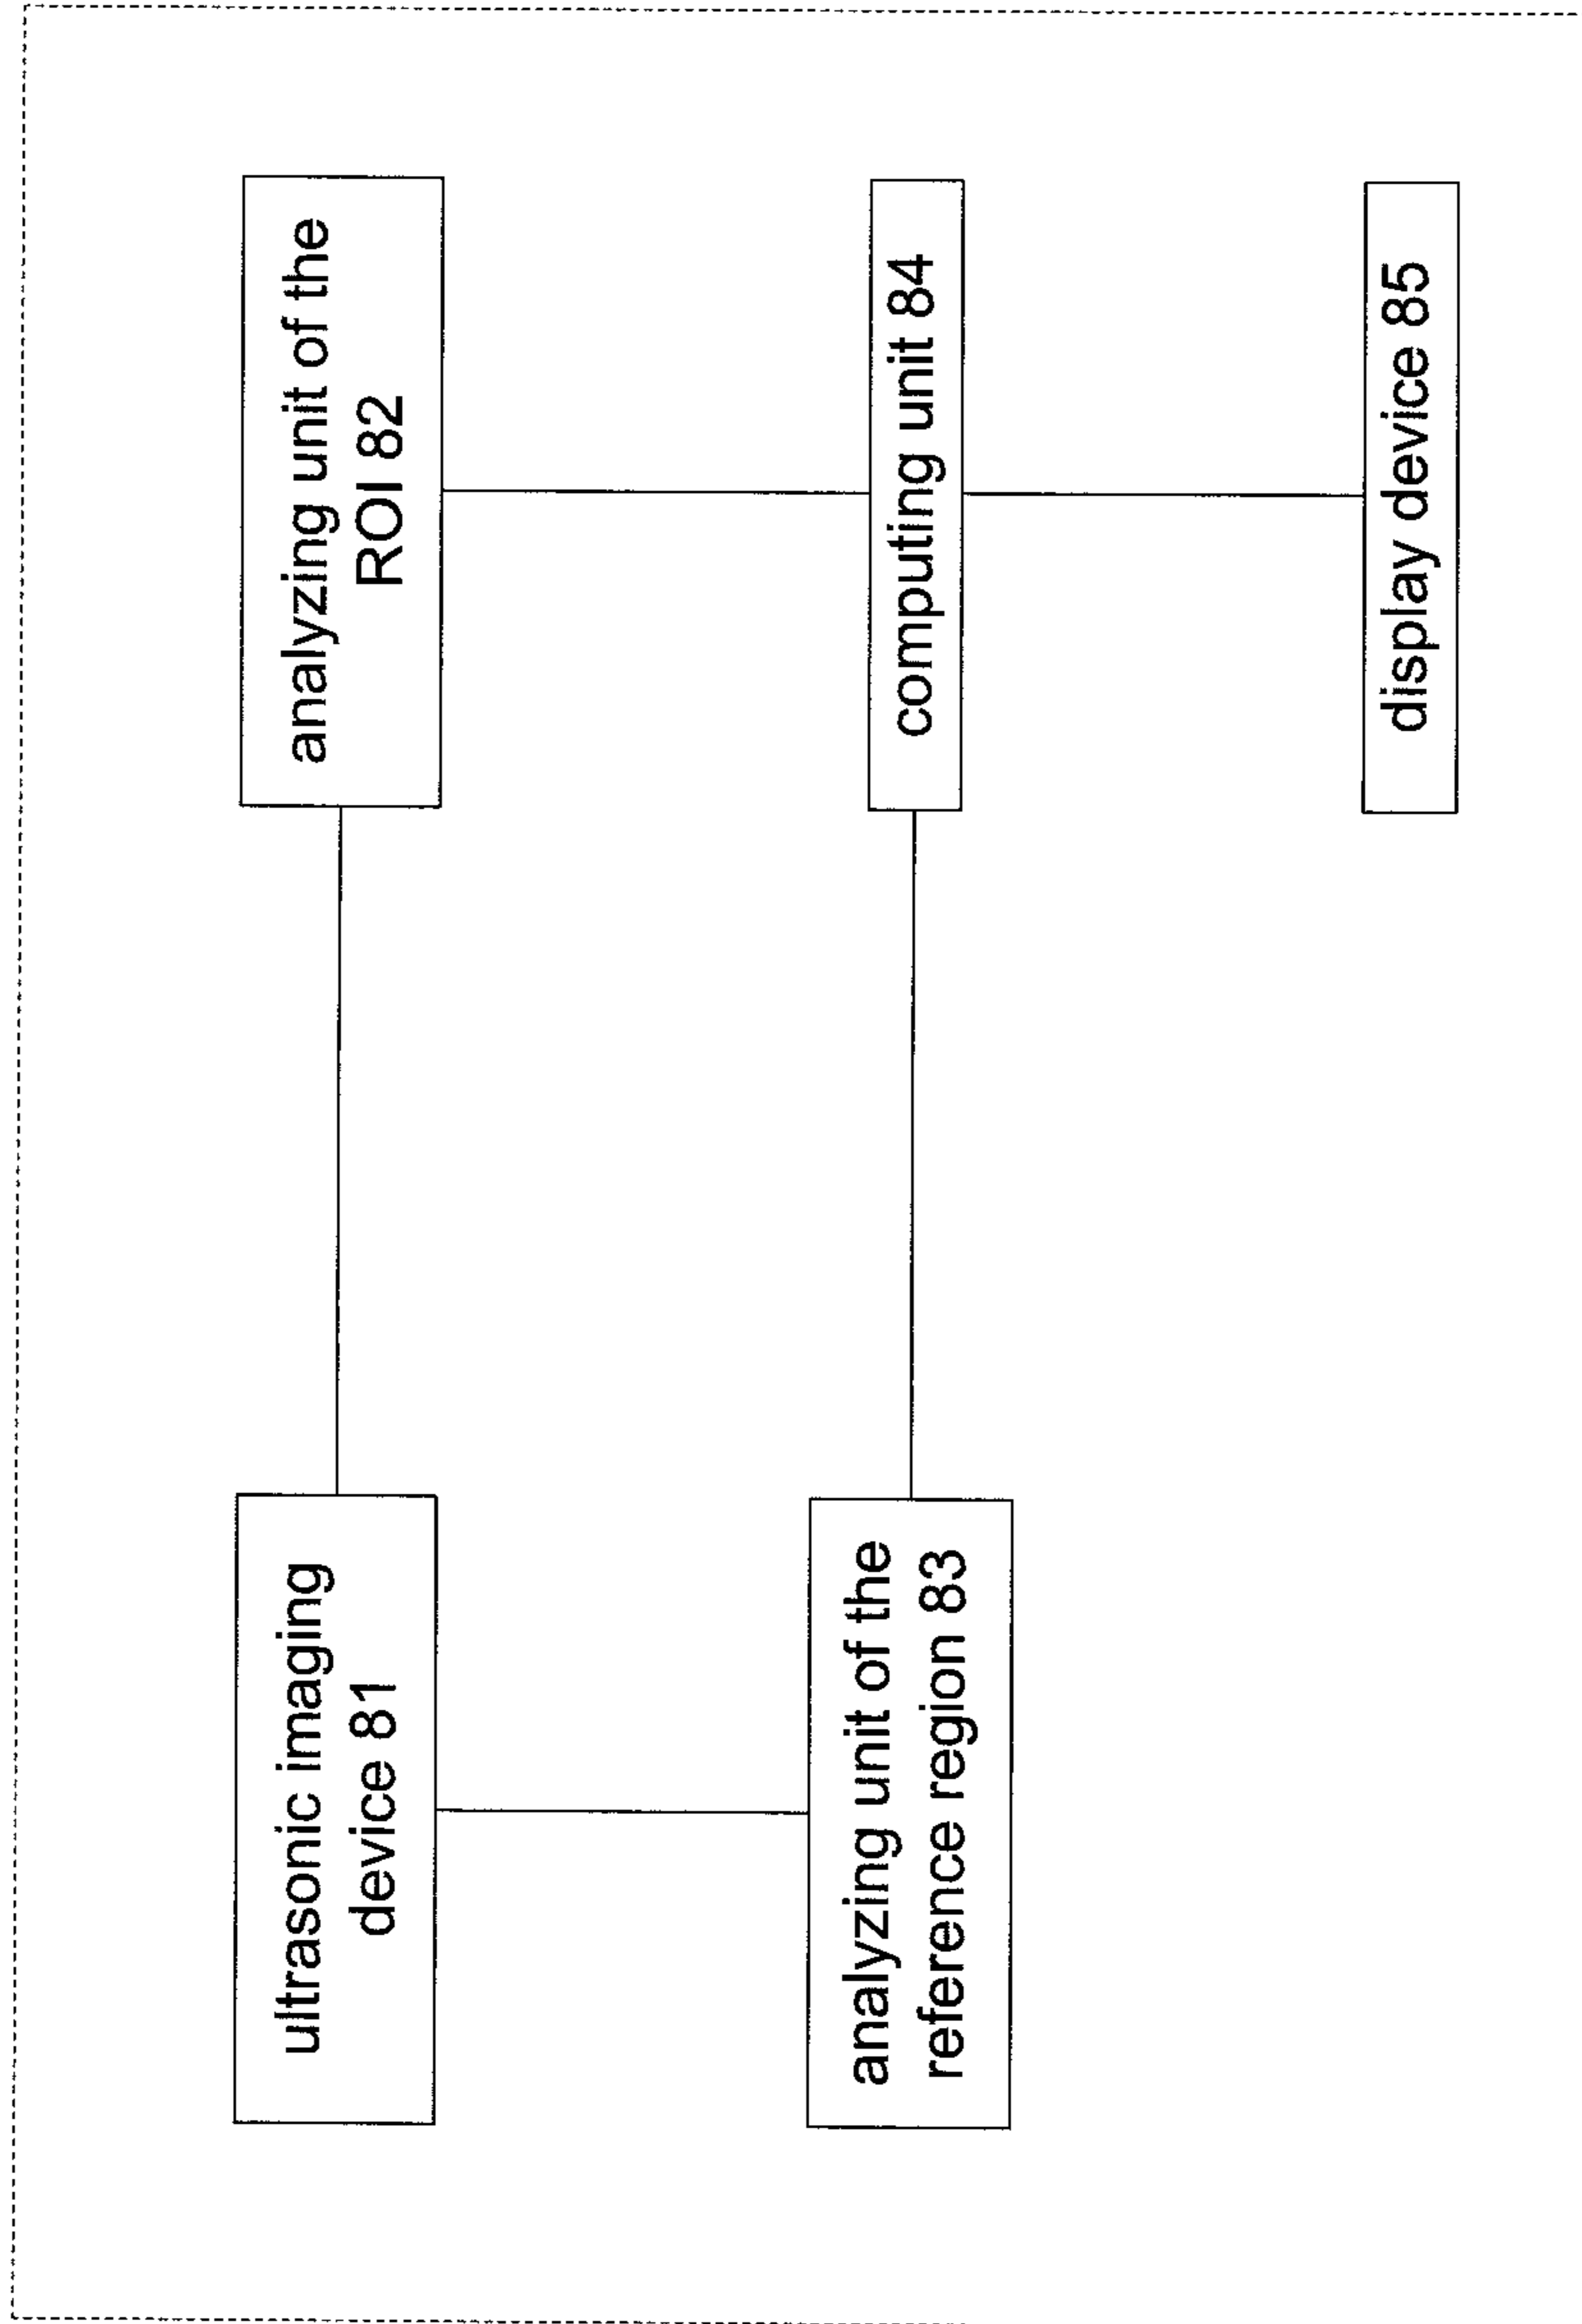 ultrasonic imaging
device 81
analyzing unit of the
ROI 82
analyzing unit of the
reference region 83
computing unit 84
display device 85